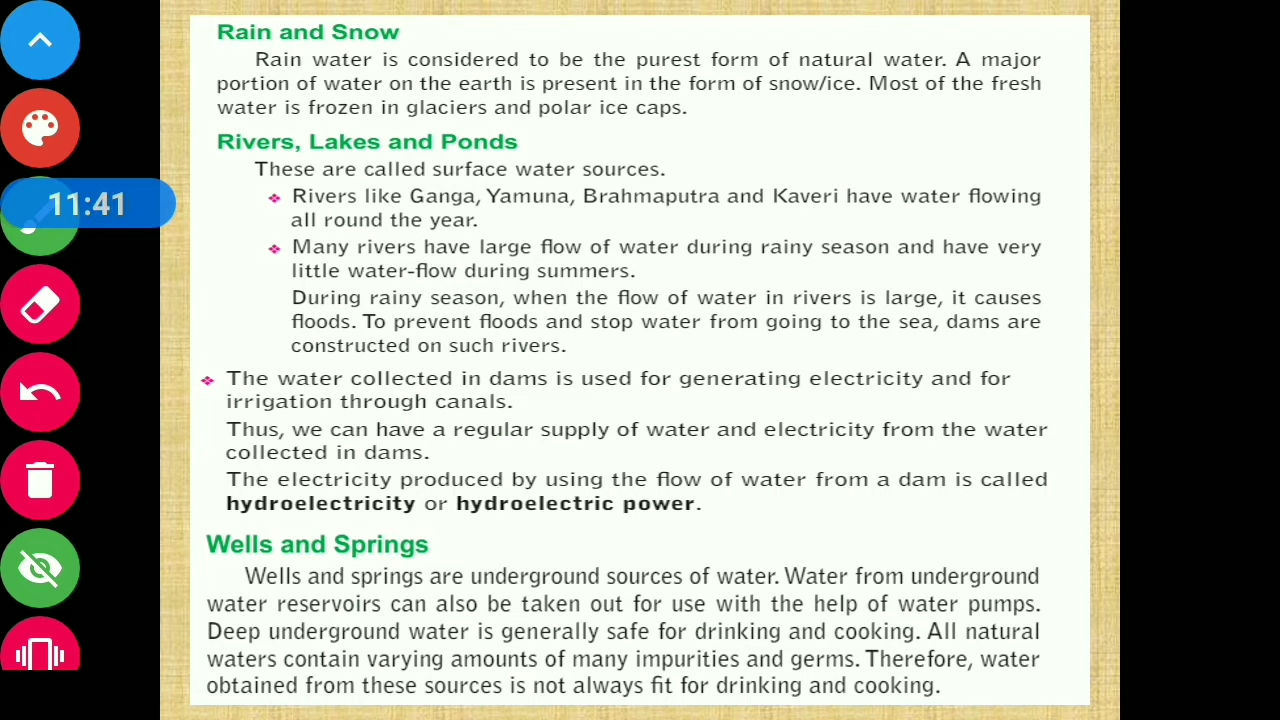 Rain and Snow
Rain water is considered to be the purest form of natural water. A major
portion of water on the earth is present in the form of snow/ice. Most of the fresh
water is frozen in glaciers and polar ice caps.
Rivers, Lakes and Ponds
These are called surface water sources.
❖ Rivers like Ganga, Yamuna, Brahmaputra and Kaveri have water flowing
all round the year.
❖ Many rivers have large flow of water during rainy season and have very
little water-flow during summers.
During rainy season, when the flow of water in rivers is large, it causes
11:41
floods. To prevent floods and stop water from going to the sea, dams are
constructed on such rivers.
❖ The water collected in dams is used for generating electricity and for
irrigation through canals.
Thus, we can have a regular supply of water and electricity from the water
collected in dams.
The electricity produced by using the flow of water from a dam is called
hydroelectricity or hydroelectric power.
Wells and Springs
Wells and springs are underground sources of water. Water from underground
water reservoirs can also be taken out for use with the help of water pumps.
Deep underground water is generally safe for drinking and cooking. All natural
waters contain varying amounts of many impurities and germs. Therefore, water
obtained from these sources is not always fit for drinking and cooking.